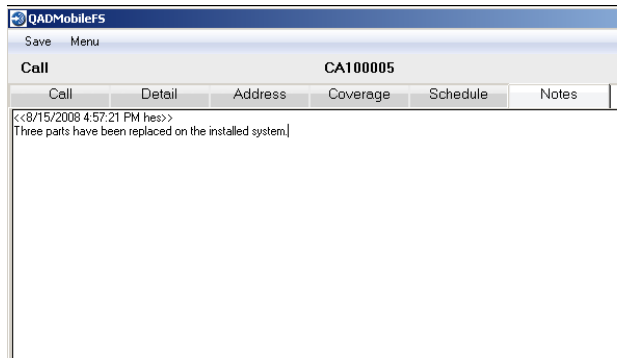 QADMobileFS
Save Menu
Call CA100005
Call Detail Address Coverage Schedule Notes
<<8/15/2008 4:57:21 PM hes>>
Three parts have been replaced on the installed system.